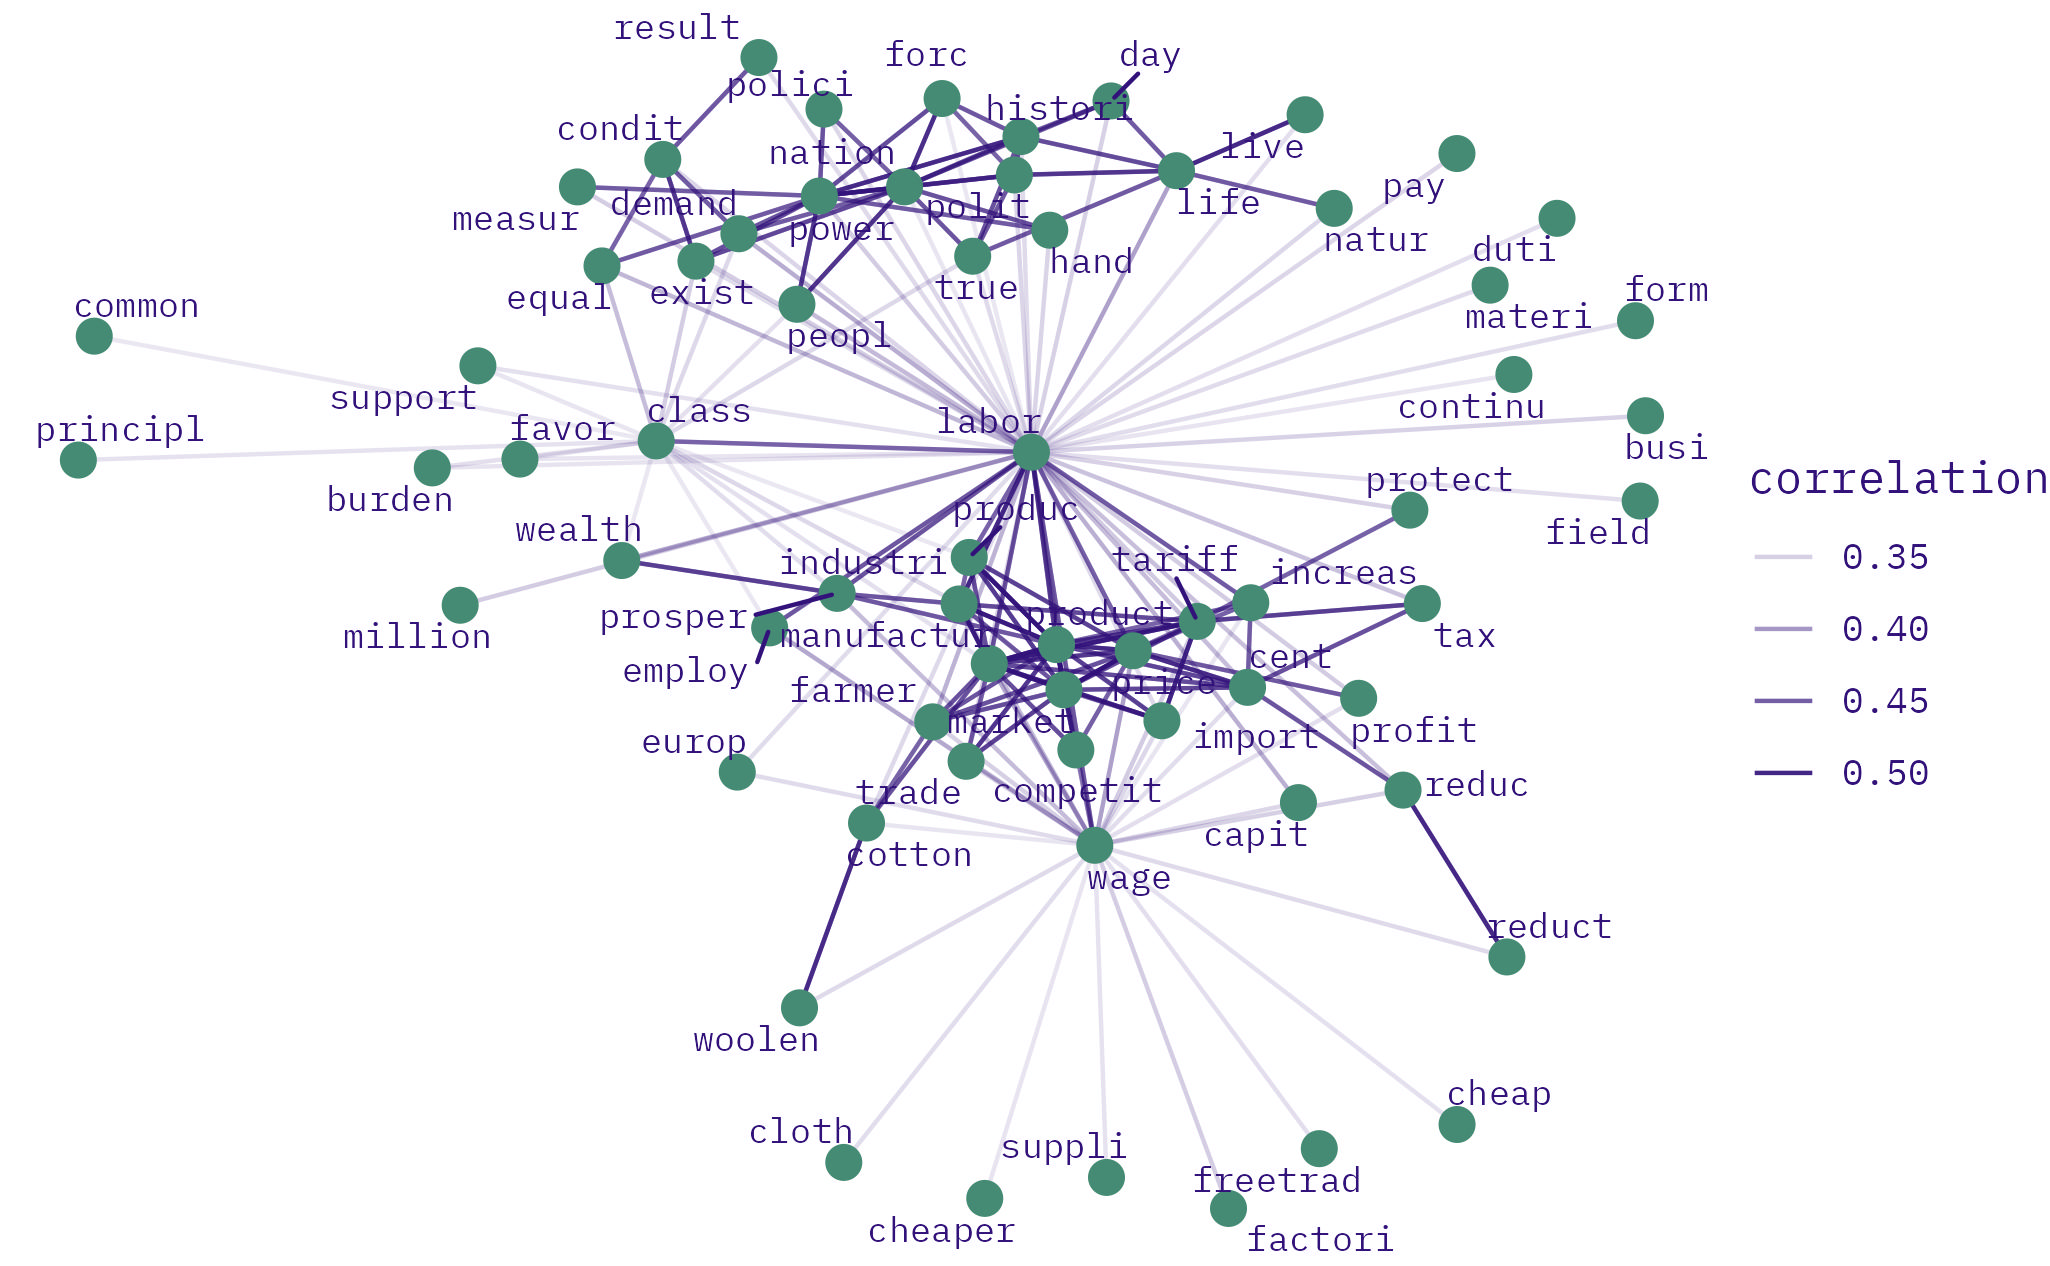 result
forc
day
polici
histori
condit
live
nation
pay
measur
demand
polit
life
power
natur
duti
hand
equal
exist
true
form
common
materi
peopl
support
class
continu
principl
favor
labor
busi
burden
protect
correlation
produc
wealth
field
industri
tariff
increas
0.35
prosper
product
million
manufactur
tax
0.40
employ
cent
farmer
price
0.45
market
europ
import
profit
0.50
trade
competit
reduc
capit
cotton
wage
reduct
woolen
cheap
cloth
suppli
freetrad
cheaper
factori